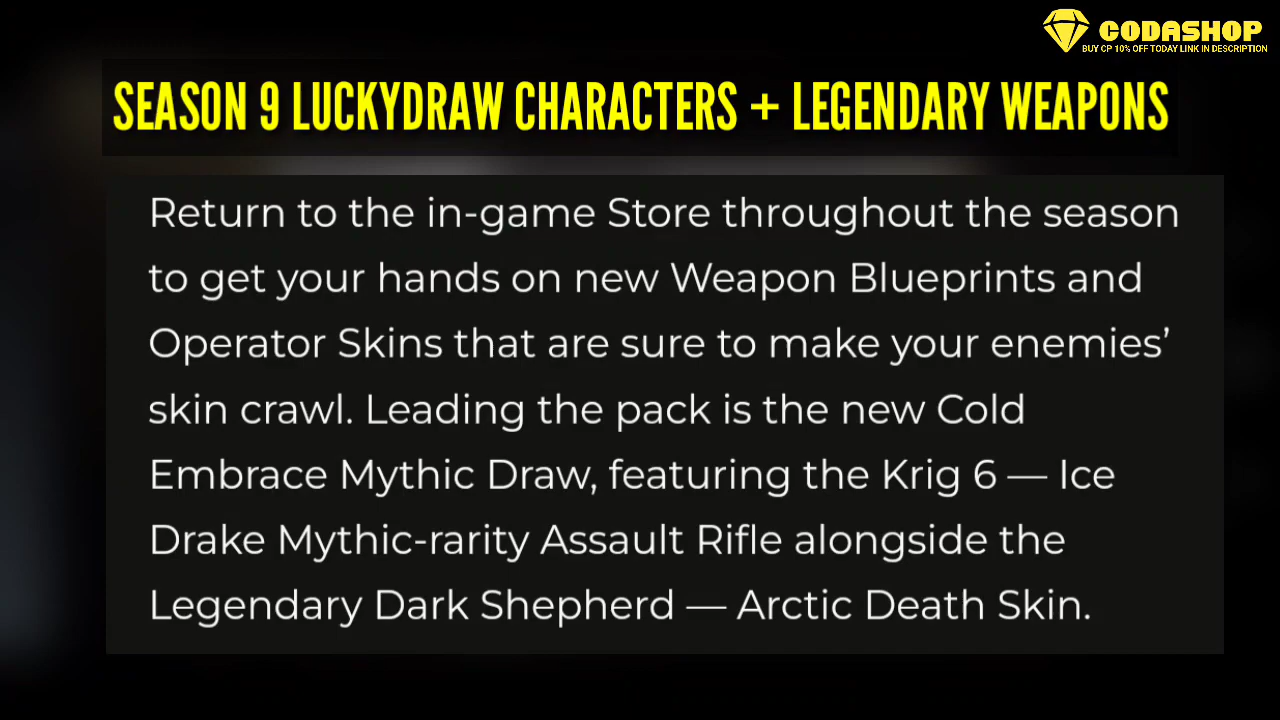 CODASHOP
BUY CP 10% OFF TODAY LINK IN DESCRIPTION
SEASON 9 LUCKYDRAW CHARACTERS + LEGENDARY WEAPONS
Return to the in-game Store throughout the season
to get your hands on new Weapon Blueprints and
Operator Skins that are sure to make your enemies’
skin crawl. Leading the pack is the new Cold
Embrace Mythic Draw, featuring the Krig 6 — Ice
Drake Mythic-rarity Assault Rifle alongside the
Legendary Dark Shepherd — Arctic Death Skin.